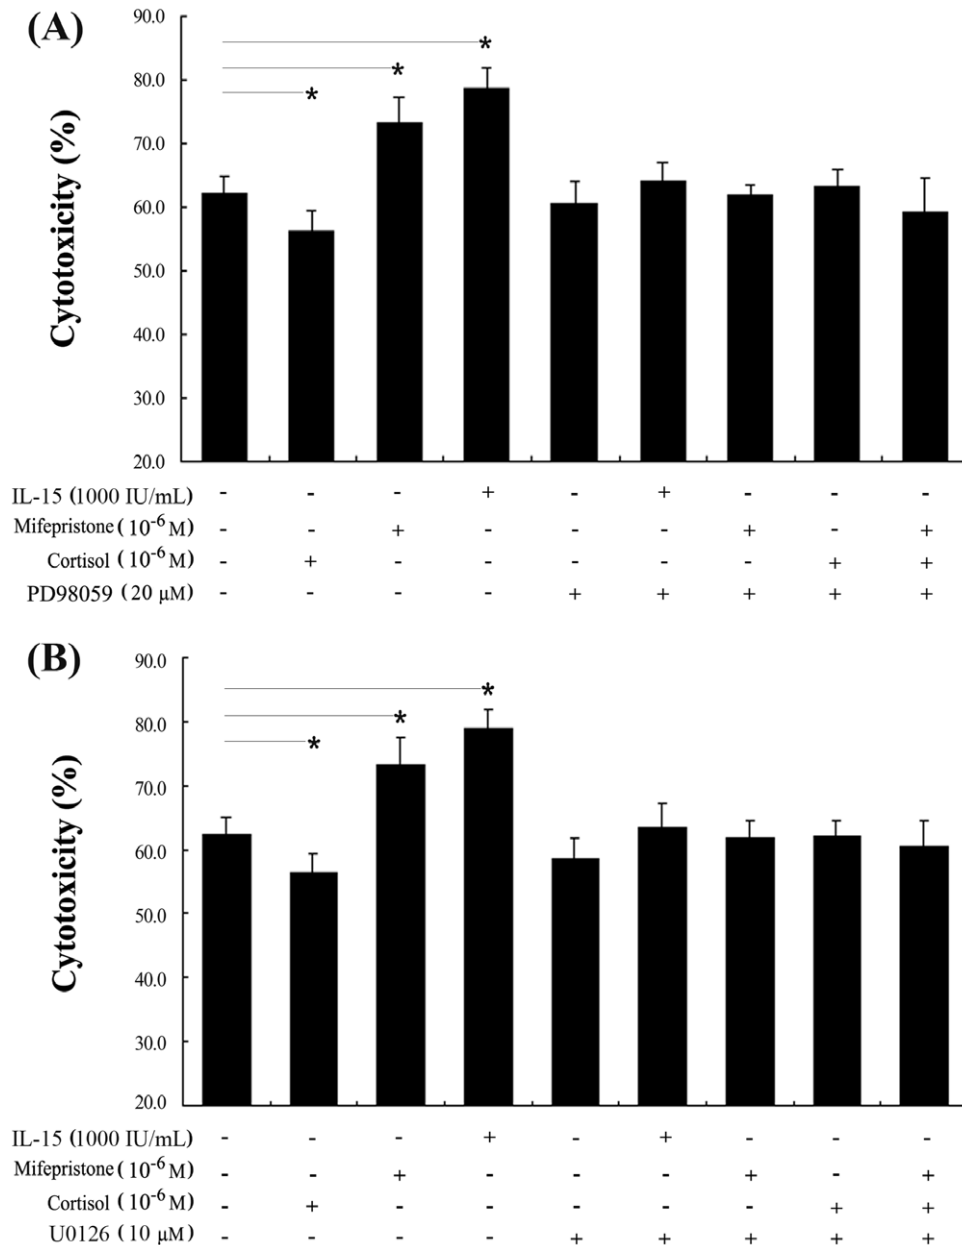 (A)
90.0
80.0
70.0
60.0
50.0
40.0
30.0
20.0
Cytotoxicity (%)
* * *
IL-15 (1000 IU/mL) - - - + - + - - -
Mifepristone (10⁻⁶ M) - - + - - - + - +
Cortisol (10⁻⁶ M) - + - - - - - + +
PD98059 (20 μM) - - - - + + + + +
(B)
90.0
80.0
70.0
60.0
50.0
40.0
30.0
20.0
Cytotoxicity (%)
* * *
IL-15 (1000 IU/mL) - - - + - + - - -
Mifepristone (10⁻⁶ M) - - + - - - + - +
Cortisol (10⁻⁶ M) - + - - - - - + +
U0126 (10 μM) - - - - + + + + +